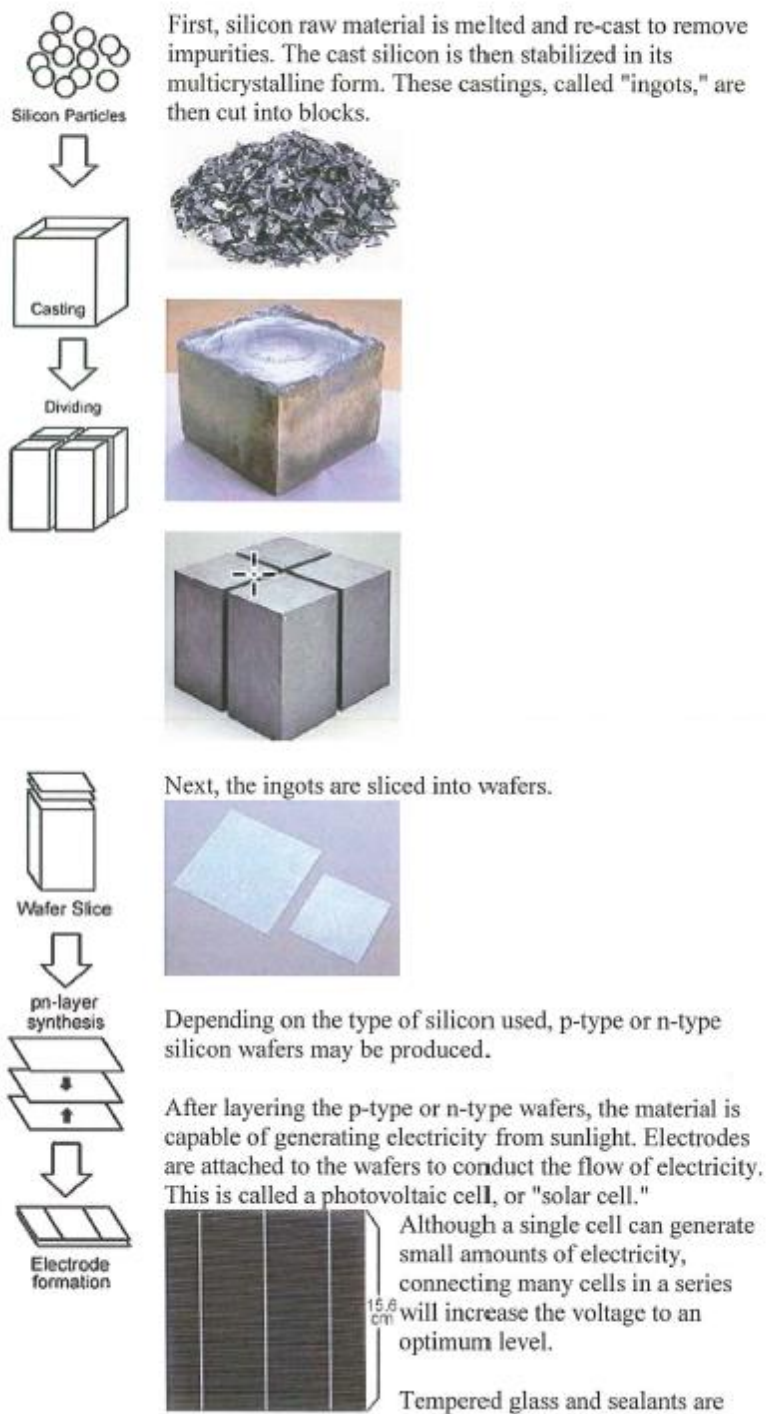 First, silicon raw material is melted and re-cast to remove
impurities. The cast silicon is then stabilized in its
multicrystalline form. These castings, called "ingots," are
then cut into blocks.
Silicon Particles
Casting
Dividing
Next, the ingots are sliced into wafers.
Wafer Slice
pn-layer
synthesis
Depending on the type of silicon used, p-type or n-type
silicon wafers may be produced.
After layering the p-type or n-type wafers, the material is
capable of generating electricity from sunlight. Electrodes
are attached to the wafers to conduct the flow of electricity.
This is called a photovoltaic cell, or "solar cell."
Electrode
formation
Although a single cell can generate
small amounts of electricity,
connecting many cells in a series
will increase the voltage to an
optimum level.
15.6
cm
Tempered glass and sealants are